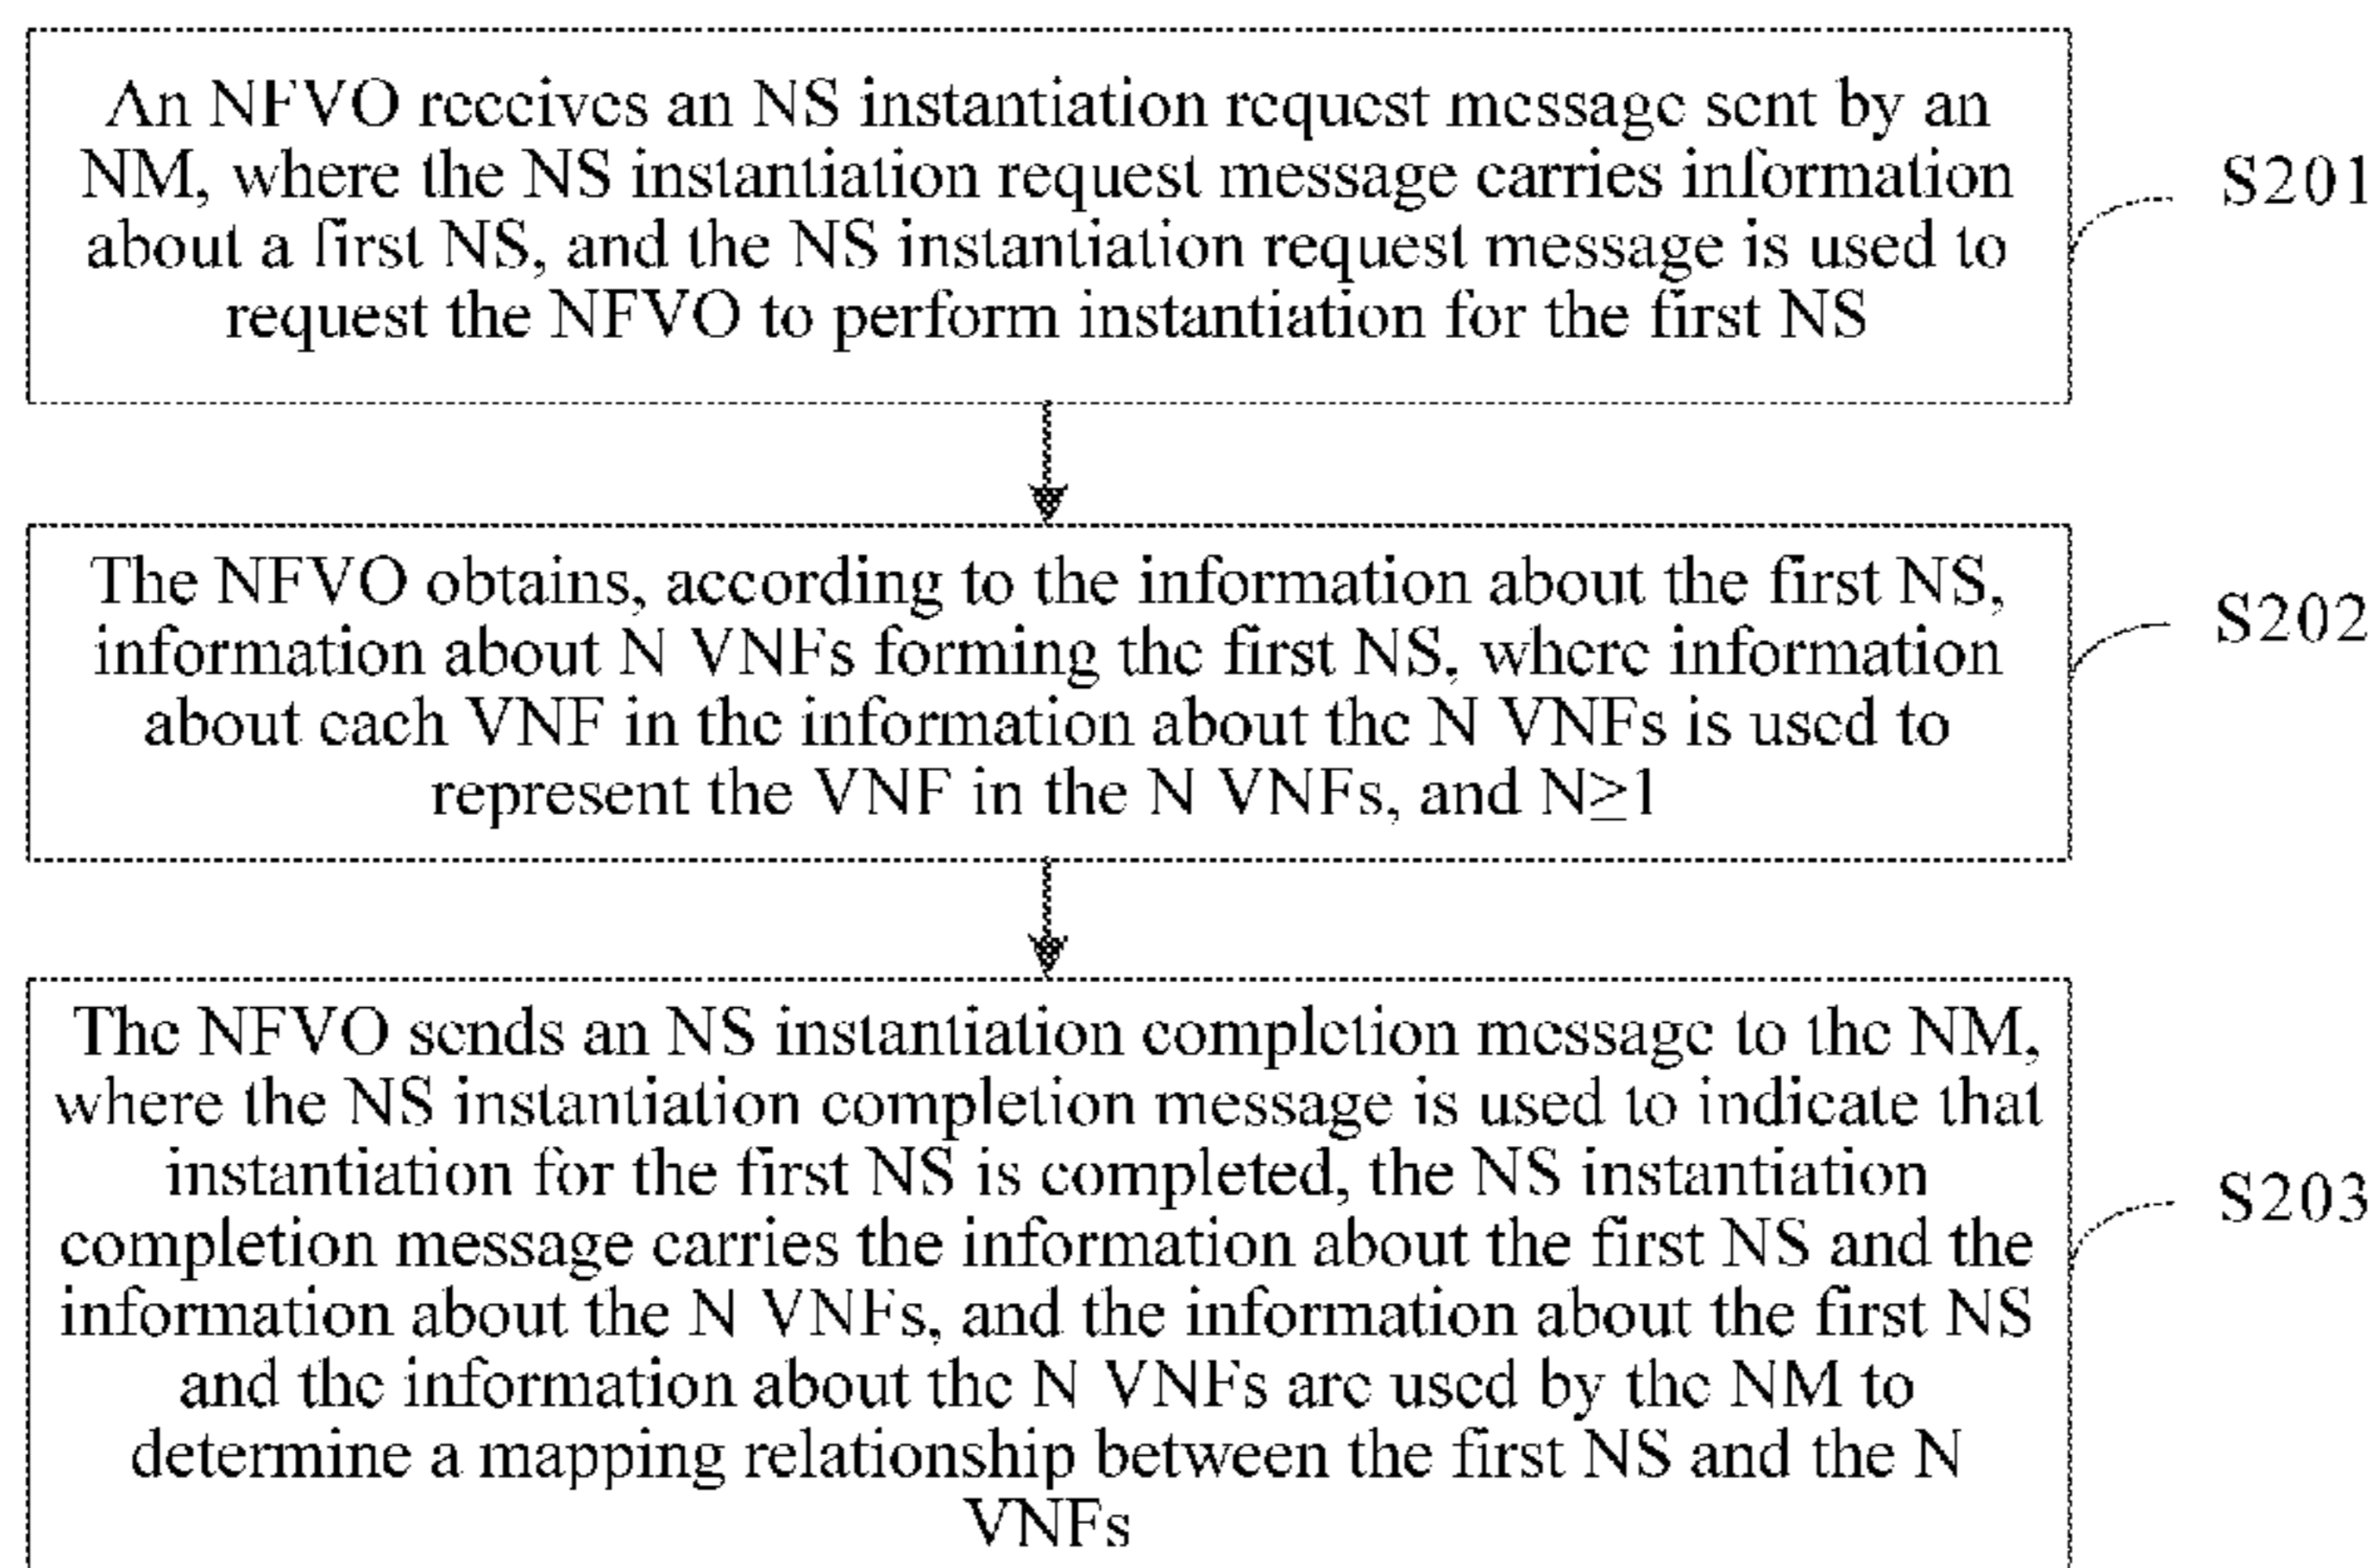 An NFVO receives an NS instantiation request message sent by an
NM, where the NS instantiation request message carries information
about a first NS, and the NS instantiation request message is used to
request the NFVO to perform instantiation for the first NS
S201
The NFVO obtains, according to the information about the first NS,
information about N VNFs forming the first NS, where information
about each VNF in the information about the N VNFs is used to
represent the VNF in the N VNFs, and N≥1
S202
The NFVO sends an NS instantiation completion message to the NM,
where the NS instantiation completion message is used to indicate that
instantiation for the first NS is completed, the NS instantiation
completion message carries the information about the first NS and the
information about the N VNFs, and the information about the first NS
and the information about the N VNFs are used by the NM to
determine a mapping relationship between the first NS and the N
VNFs
S203